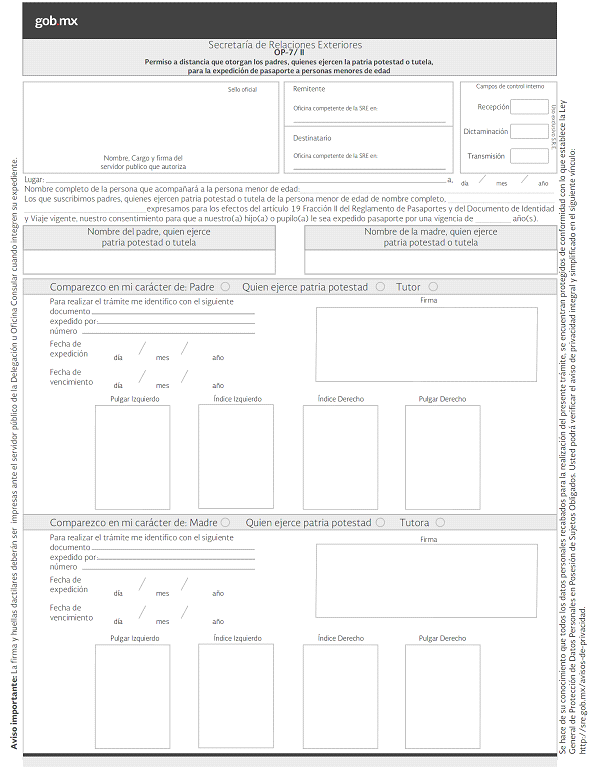 gob.mx
Secretaría de Relaciones Exteriores
OP-7/ II
Permiso a distancia que otorgan los padres, quienes ejercen la patria potestad o tutela,
para la expedición de pasaporte a personas menores de edad
Sello oficial
Nombre, Cargo y firma del
servidor público que autoriza
Remitente
Oficina competente de la SRE en
Destinatario
Oficina competente de la SRE en
Campos de control interno
Recepción
Dictaminación
Transmisión
Uso exclusivo S.R.E.
Lugar: a, día / mes / año
Nombre completo de la persona que acompañará a la persona menor de edad:
Los que suscribimos padres, quienes ejercen patria potestad o tutela de la persona menor de edad de nombre completo,
expresamos para los efectos del artículo 19 Fracción II del Reglamento de Pasaportes y del Documento de Identidad
y Viaje vigente, nuestro consentimiento para que a nuestro(a) hijo(a) o pupilo(a) le sea expedido pasaporte por una vigencia de año(s).
Nombre del padre, quien ejerce
patria potestad o tutela
Nombre de la madre, quien ejerce
patria potestad o tutela
Comparezco en mi carácter de: Padre Quien ejerce patria potestad Tutor
Para realizar el trámite me identifico con el siguiente
documento
expedido por:
número
Firma
Fecha de
expedición día / mes / año
Fecha de
vencimiento día / mes / año
Pulgar Izquierdo Índice Izquierdo Índice Derecho Pulgar Derecho
Comparezco en mi carácter de: Madre Quien ejerce patria potestad Tutora
Para realizar el trámite me identifico con el siguiente
documento
expedido por:
número
Firma
Fecha de
expedición día / mes / año
Fecha de
vencimiento día / mes / año
Pulgar Izquierdo Índice Izquierdo Índice Derecho Pulgar Derecho
Aviso importante: La firma y huellas dactilares deberán ser impresas ante el servidor público de la Delegación u Oficina Consular cuando integren su expediente.
Se hace de su conocimiento que todos los datos personales recabados para la realización del presente trámite, se encuentran protegidos de conformidad con lo que establece la Ley
General de Protección de Datos Personales en Posesión de Sujetos Obligados. Usted podrá verificar el aviso de privacidad integral y simplificado en el siguiente vínculo:
http://sre.gob.mx/avisos-de-privacidad.